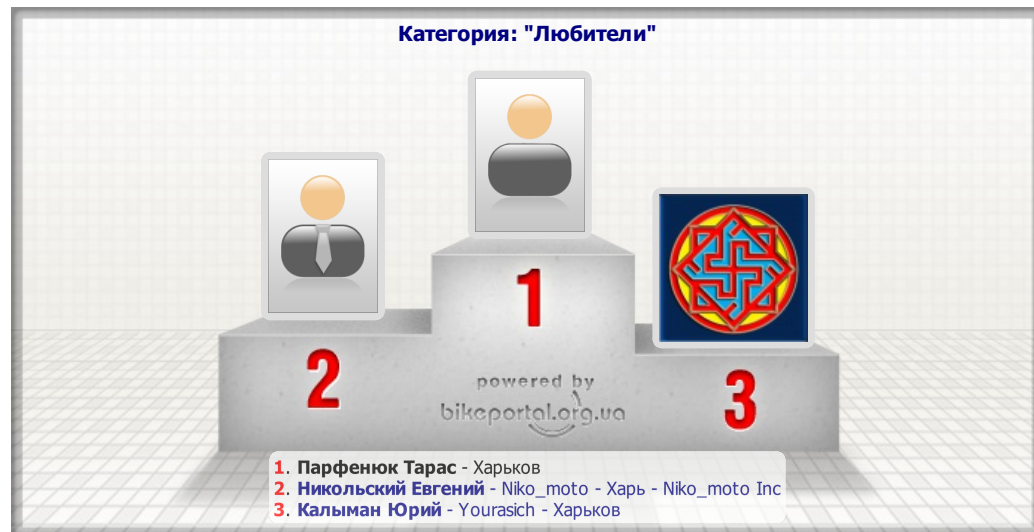 Категория: "Любители"
1
2
3
powered by
bikeportal.org.ua
1. Парфенюк Тарас - Харьков
2. Никольский Евгений - Niko_moto - Харь - Niko_moto Inc
3. Калыман Юрий - Yourasich - Харьков